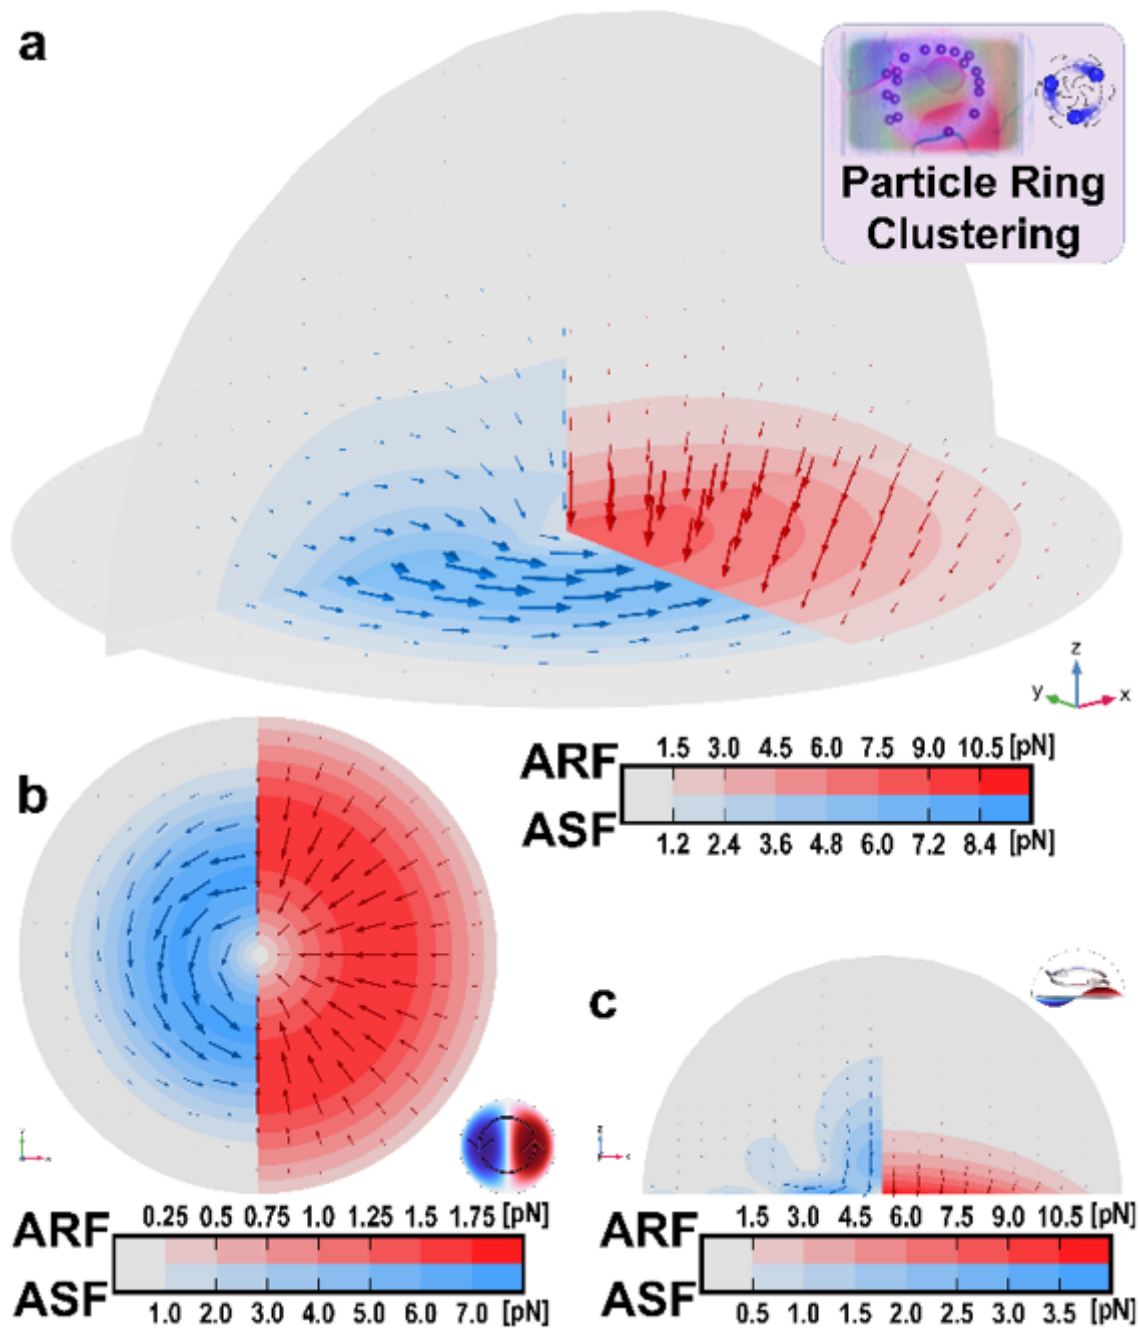 a
Particle Ring
Clustering
z
y
x
ARF
1.5 3.0 4.5 6.0 7.5 9.0 10.5 [pN]
ASF
1.2 2.4 3.6 4.8 6.0 7.2 8.4 [pN]
b
c
ARF
0.25 0.5 0.75 1.0 1.25 1.5 1.75 [pN]
ASF
1.0 2.0 3.0 4.0 5.0 6.0 7.0 [pN]
ARF
1.5 3.0 4.5 6.0 7.5 9.0 10.5 [pN]
ASF
0.5 1.0 1.5 2.0 2.5 3.0 3.5 [pN]